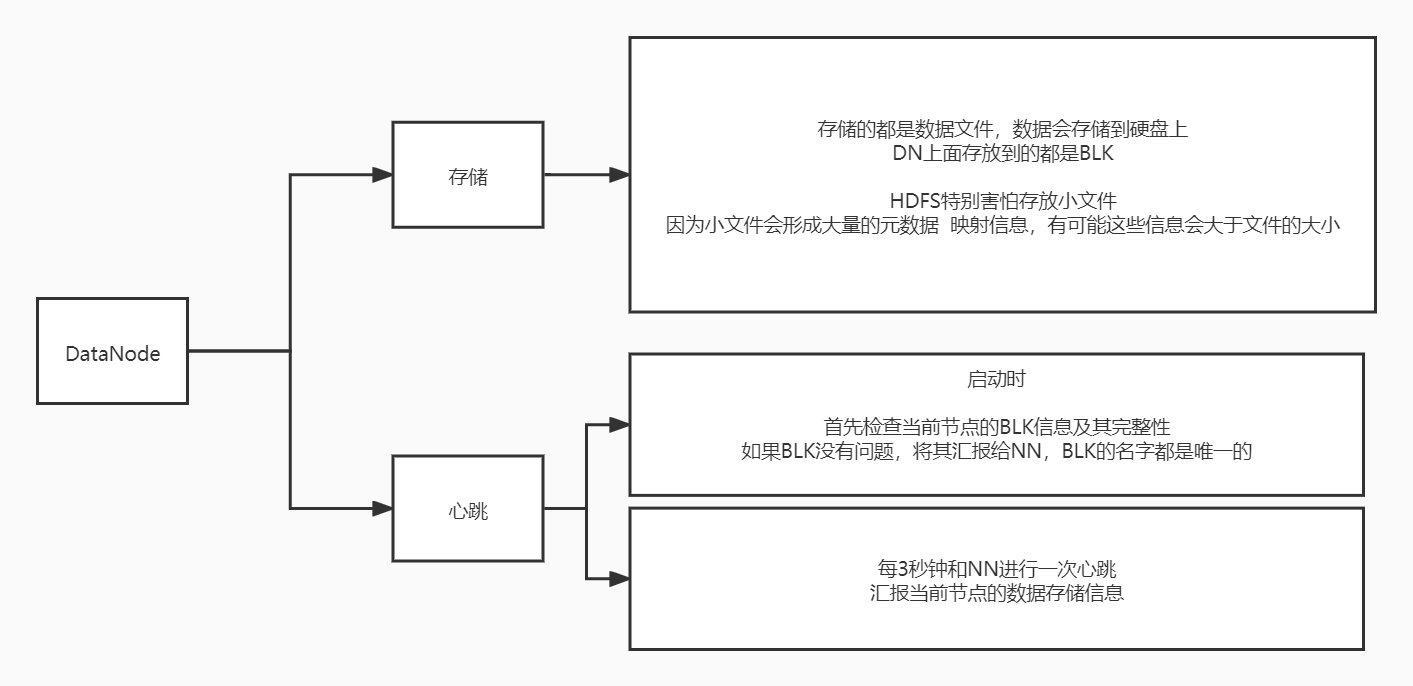 DataNode
存储
存储的都是数据文件，数据会存储到硬盘上
DN上面存放到的都是BLK
HDFS特别害怕存放小文件
因为小文件会形成大量的元数据  映射信息，有可能这些信息会大于文件的大小
心跳
启动时
首先检查当前节点的BLK信息及其完整性
如果BLK没有问题，将其汇报给NN，BLK的名字都是唯一的
每3秒钟和NN进行一次心跳
汇报当前节点的数据存储信息